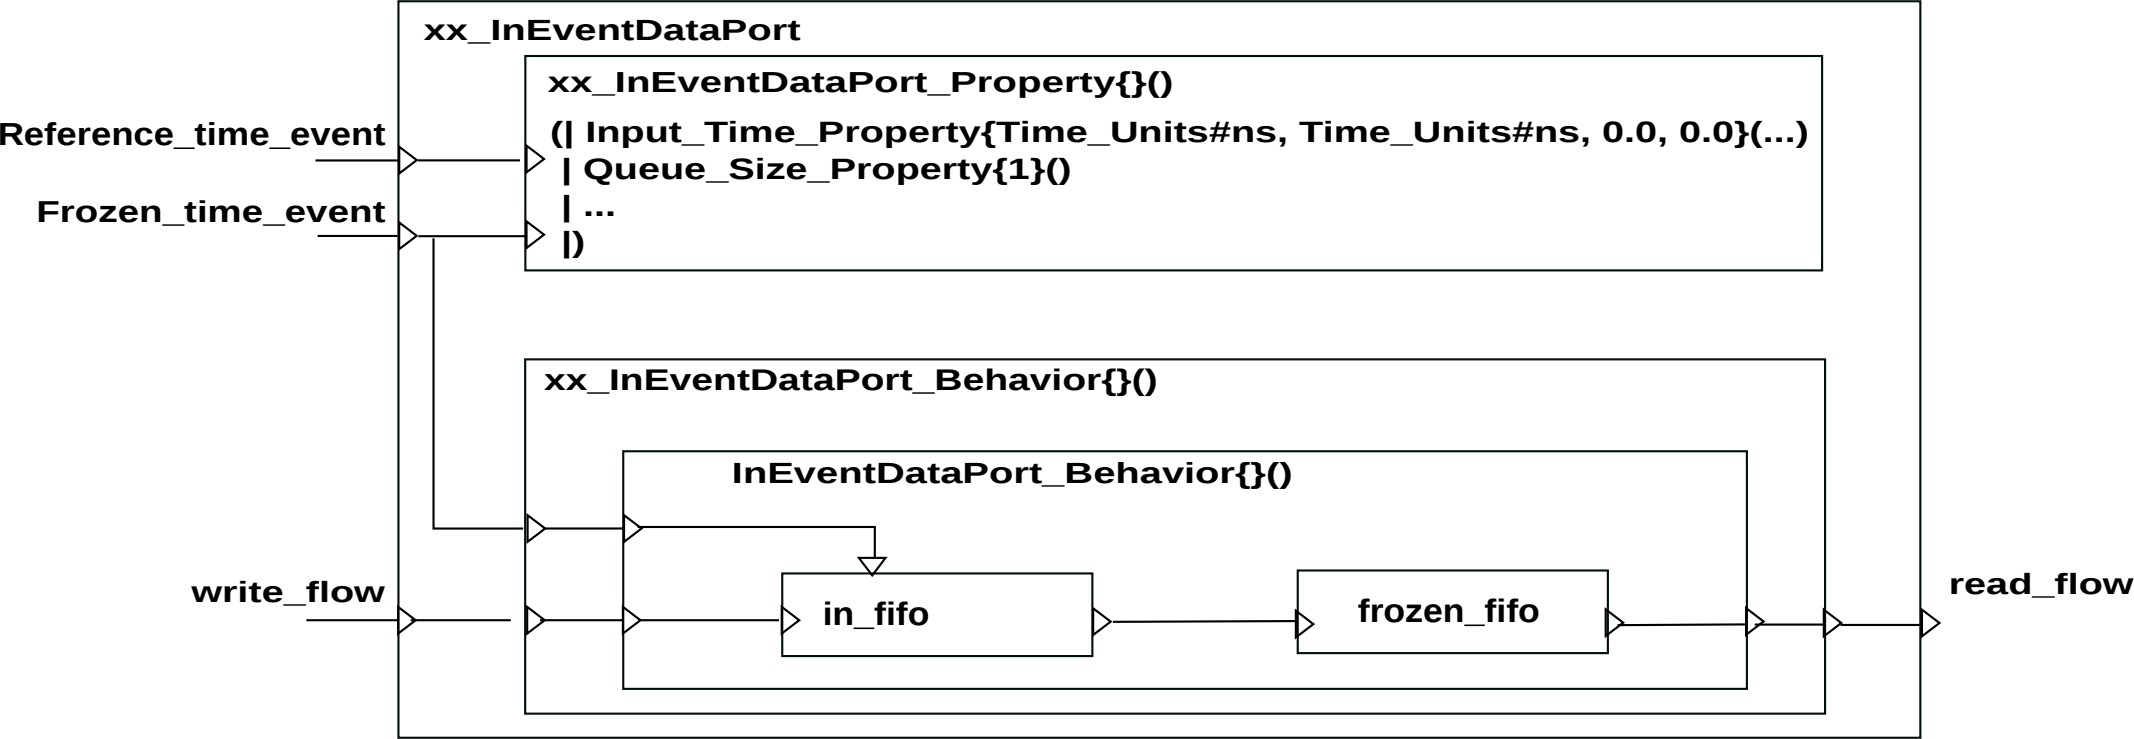 xx_InEventDataPort
xx_InEventDataPort_Property{}()
Reference_time_event
(| Input_Time_Property{Time_Units#ns, Time_Units#ns, 0.0, 0.0}(...)
| Queue_Size_Property{1}()
Frozen_time_event
| ...
|)
xx_InEventDataPort_Behavior{}()
InEventDataPort_Behavior{}()
write_flow
in_fifo
frozen_fifo
read_flow